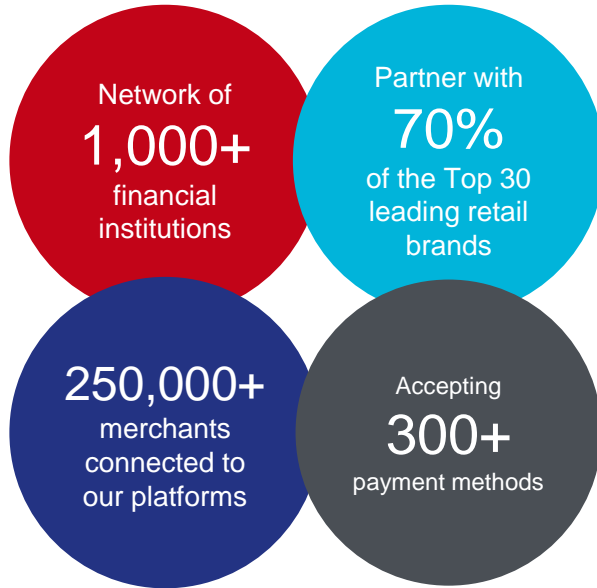 Network of
1,000+
financial
institutions
Partner with
70%
of the Top 30
leading retail
brands
250,000+
merchants
connected to
our platforms
Accepting
300+
payment methods